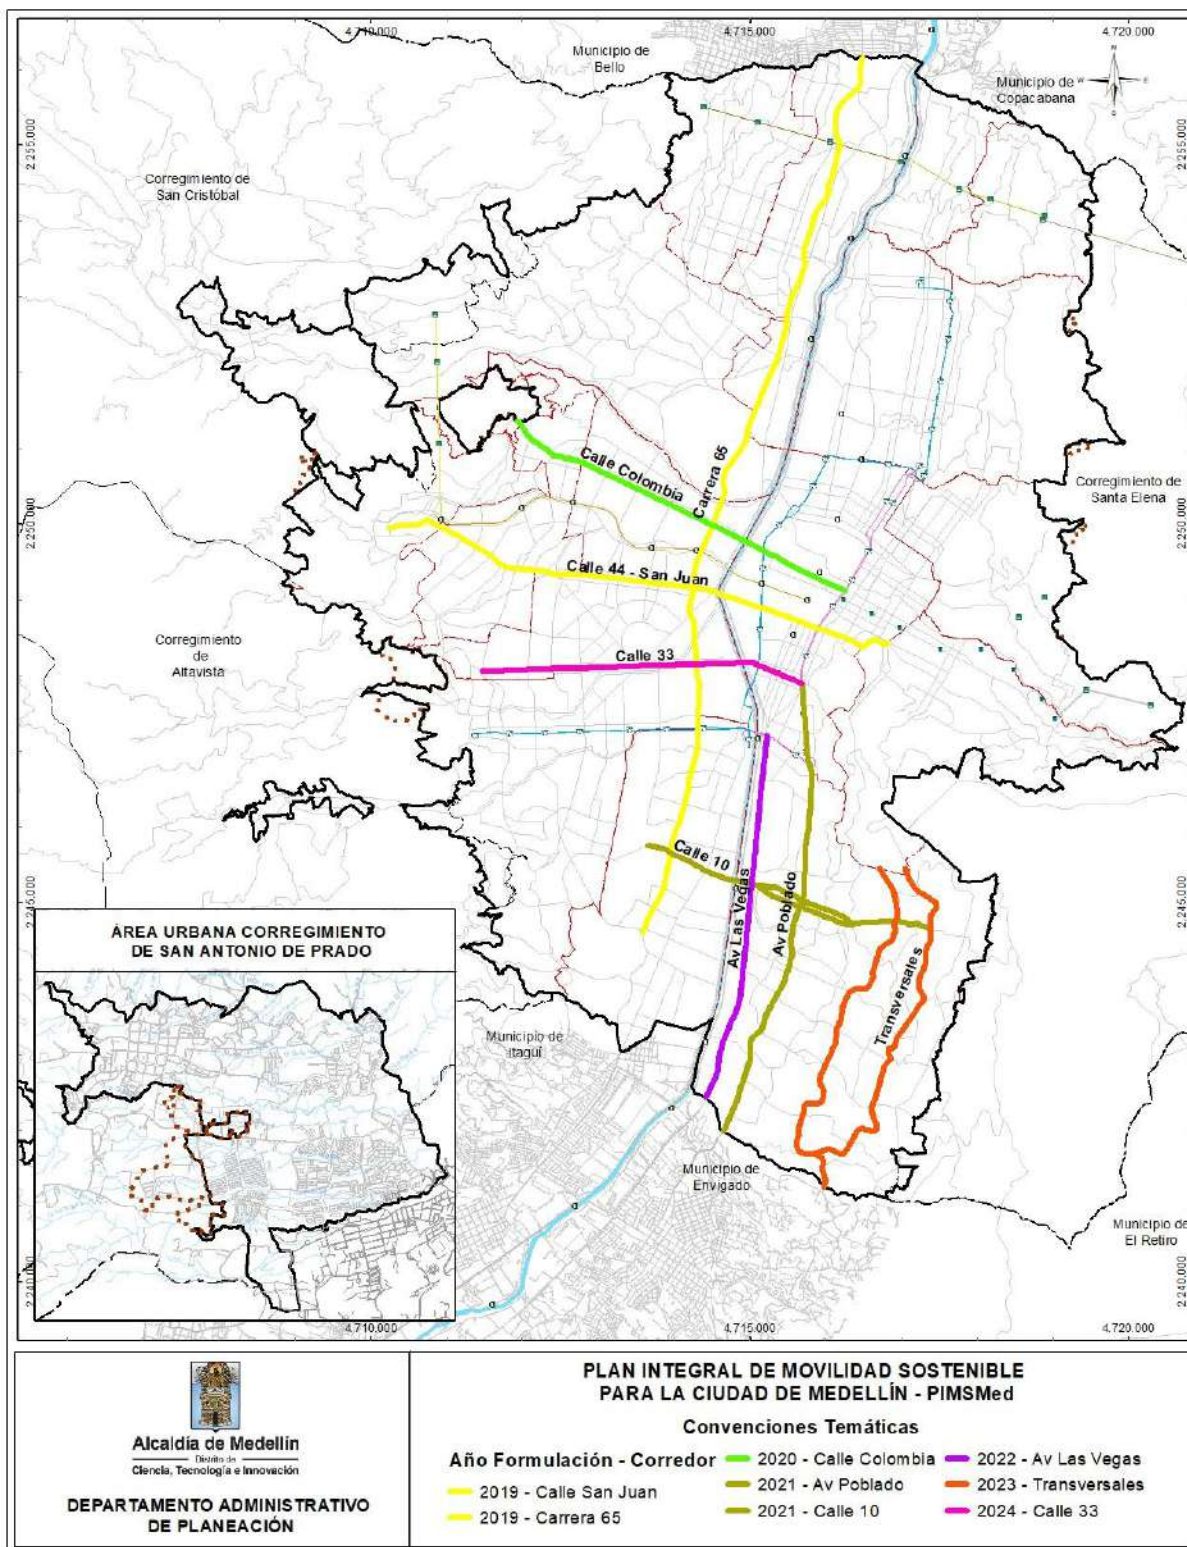 4.710.000
4.715.000
4.720.000
Municipio de
Bello
Municipio de
Copacabana
N
W
E
2.255.000
2.255.000
Corregimiento de
San Cristóbal
Calle Colombia
Carrera 65
Corregimiento de
Santa Elena
2.250.000
2.250.000
Calle 44 - San Juan
Corregimiento
de
Altavista
Calle 33
Calle 10
Av Las Vegas
Av Poblado
Transversales
2.245.000
2.245.000
ÁREA URBANA CORREGIMIENTO
DE SAN ANTONIO DE PRADO
Municipio de
Itagüí
Municipio de
Envigado
Municipio de
El Retiro
2.240.000
2.240.000
4.710.000
4.715.000
4.720.000
Alcaldía de Medellín
Distrito de
Ciencia, Tecnología e Innovación
DEPARTAMENTO ADMINISTRATIVO
DE PLANEACIÓN
PLAN INTEGRAL DE MOVILIDAD SOSTENIBLE
PARA LA CIUDAD DE MEDELLÍN - PIMSMed
Convenciones Temáticas
Año Formulación - Corredor
2019 - Calle San Juan
2019 - Carrera 65
2020 - Calle Colombia
2021 - Av Poblado
2021 - Calle 10
2022 - Av Las Vegas
2023 - Transversales
2024 - Calle 33